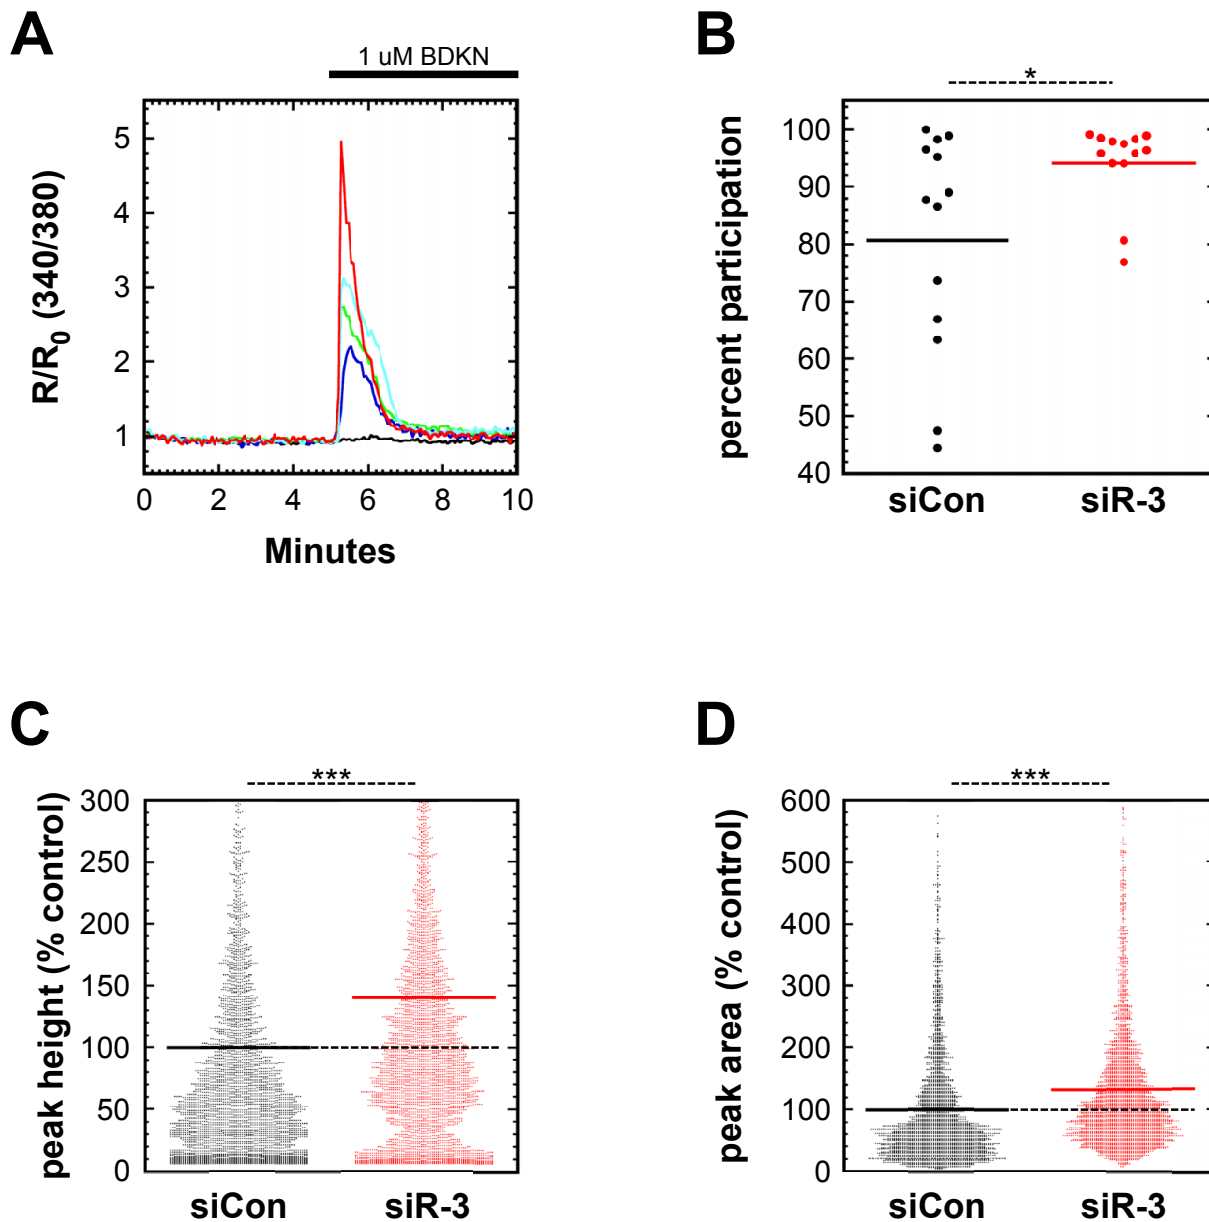 A
1 uM BDKN
R/R0 (340/380)
5
4
3
2
1
0 2 4 6 8 10
Minutes
B
*
percent participation
100
90
80
70
60
50
40
siCon siR-3
C
***
peak height (% control)
300
250
200
150
100
50
0
siCon siR-3
D
***
peak area (% control)
600
500
400
300
200
100
0
siCon siR-3